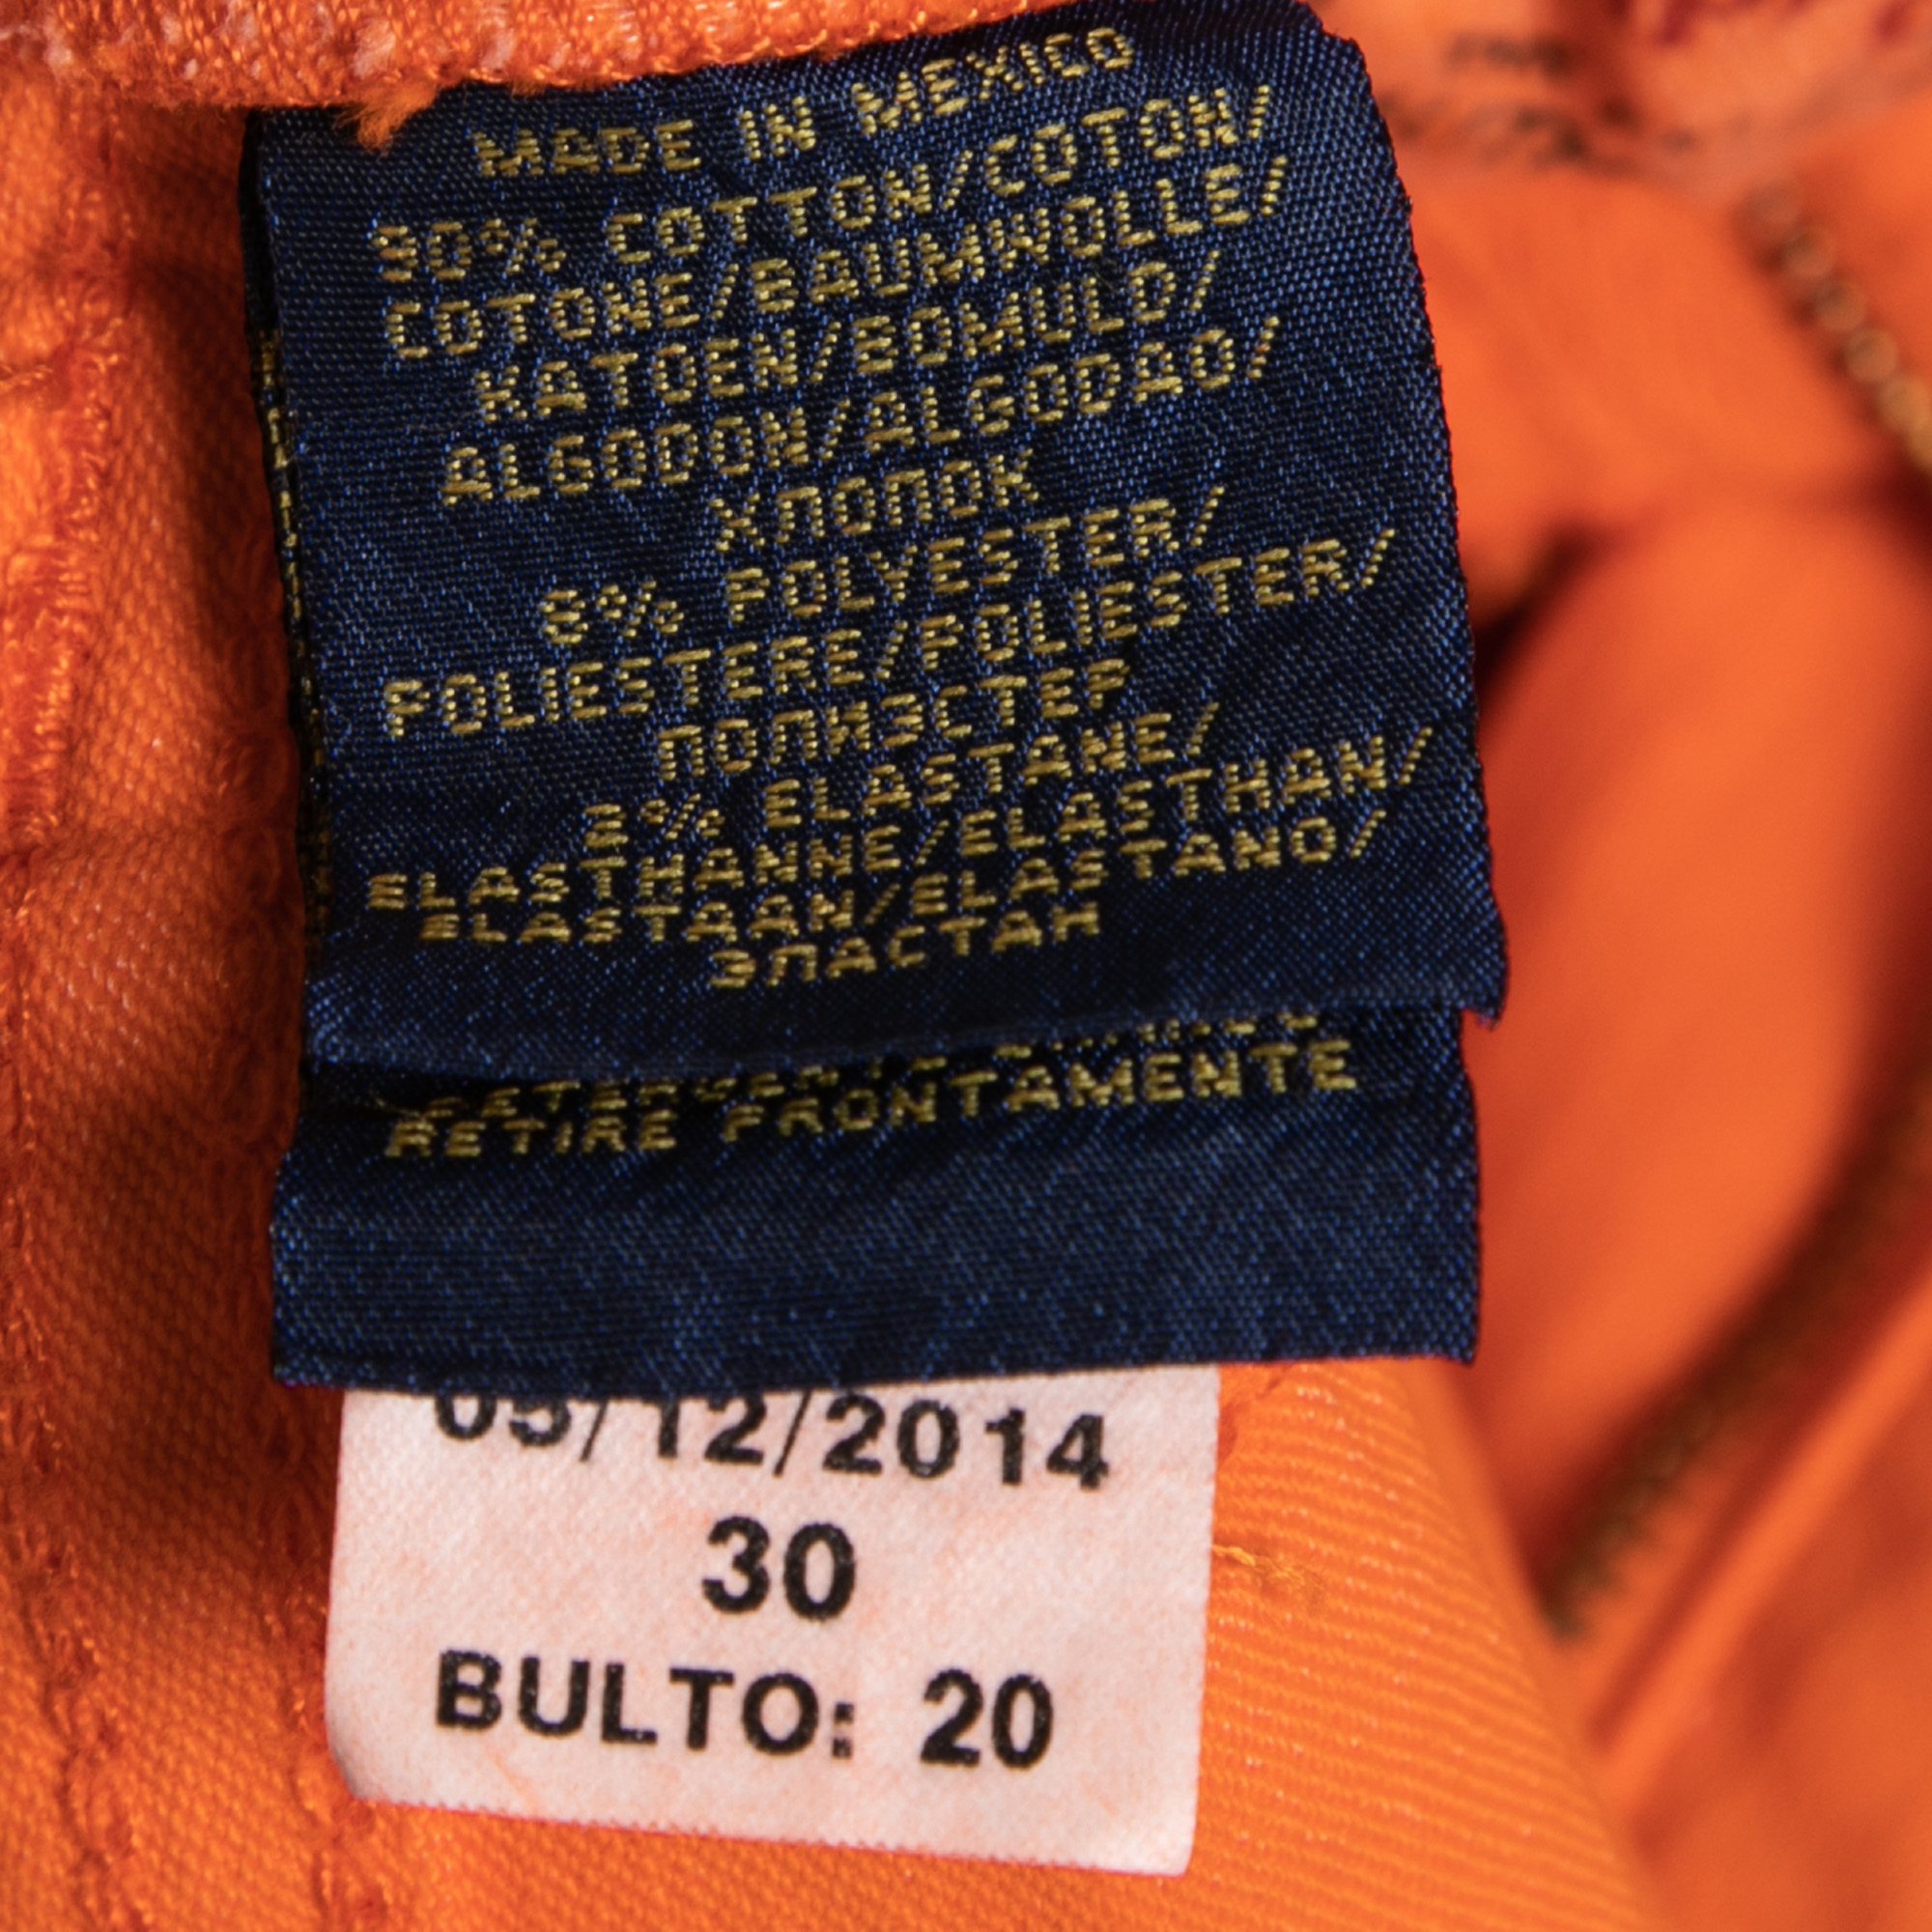 MADE IN MEXICO
90% COTTON/COTON/
COTONE/BAUMWOLLE/
KATOEN/BOMULD/
ALGODON/ALGODAO/
ХЛОПОК
8% POLYESTER/
POLIESTERE/POLIESTER/
ПОЛИЭСТЕР
2% ELASTANE/
ELASTHANNE/ELASTHAN/
ELASTAAN/ELASTANO/
ЭЛАСТАН
RETIRE FRONTAMENTE
05/12/2014
30
BULTO: 20